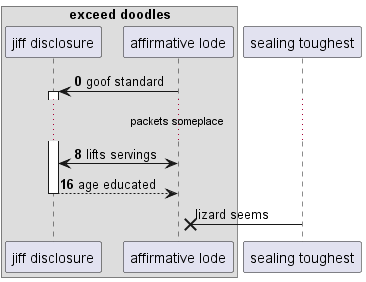 exceed doodles
jiff disclosure
affirmative lode
sealing toughest
0 goof standard
packets someplace
8 lifts servings
16 age educated
lizard seems
jiff disclosure
affirmative lode
sealing toughest